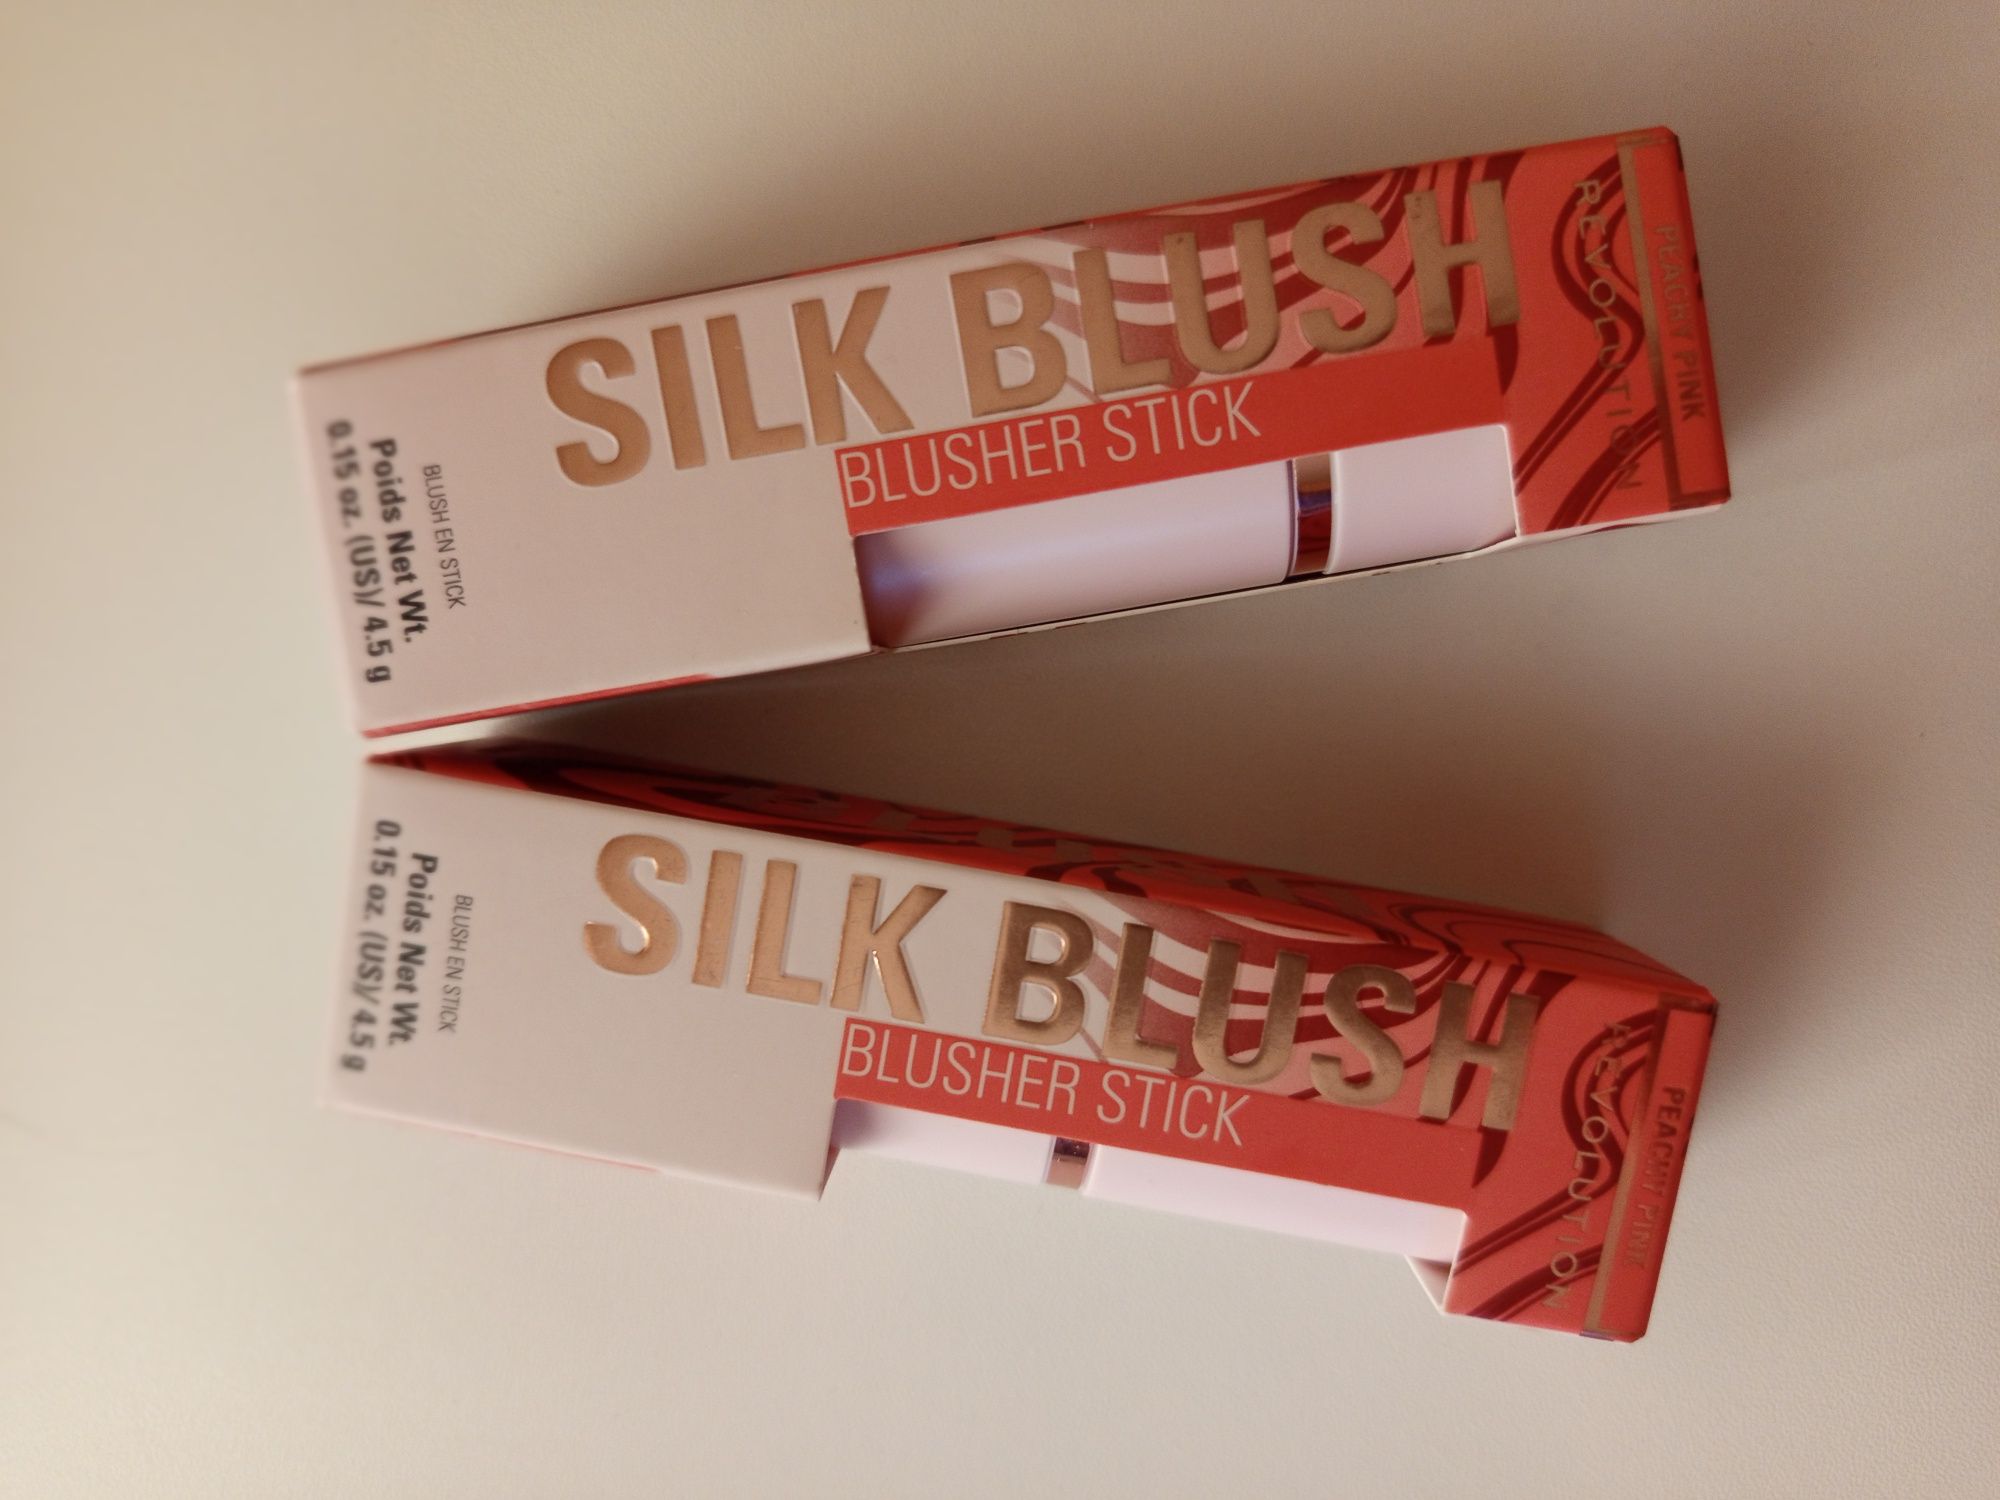 PEACHY PINK
REVOLUTION
SILK BLUSH
BLUSHER STICK
BLUSH EN STICK
Poids Net Wt.
0.15 oz. (US)/ 4.5 g
PEACHY PINK
REVOLUTION
SILK BLUSH
BLUSHER STICK
BLUSH EN STICK
Poids Net Wt.
0.15 oz. (US)/ 4.5 g